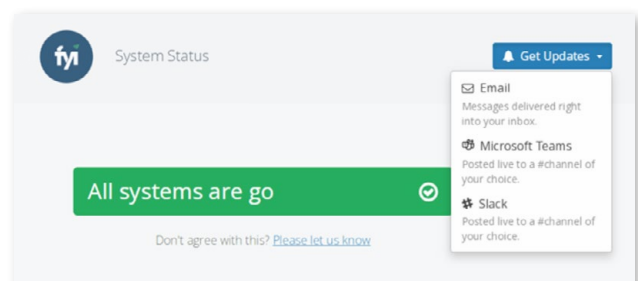 fyi
System Status
Get Updates
Email
Messages delivered right
into your inbox.
Microsoft Teams
Posted live to a #channel of
your choice.
Slack
Posted live to a #channel of
your choice.
All systems are go
Don't agree with this? Please let us know